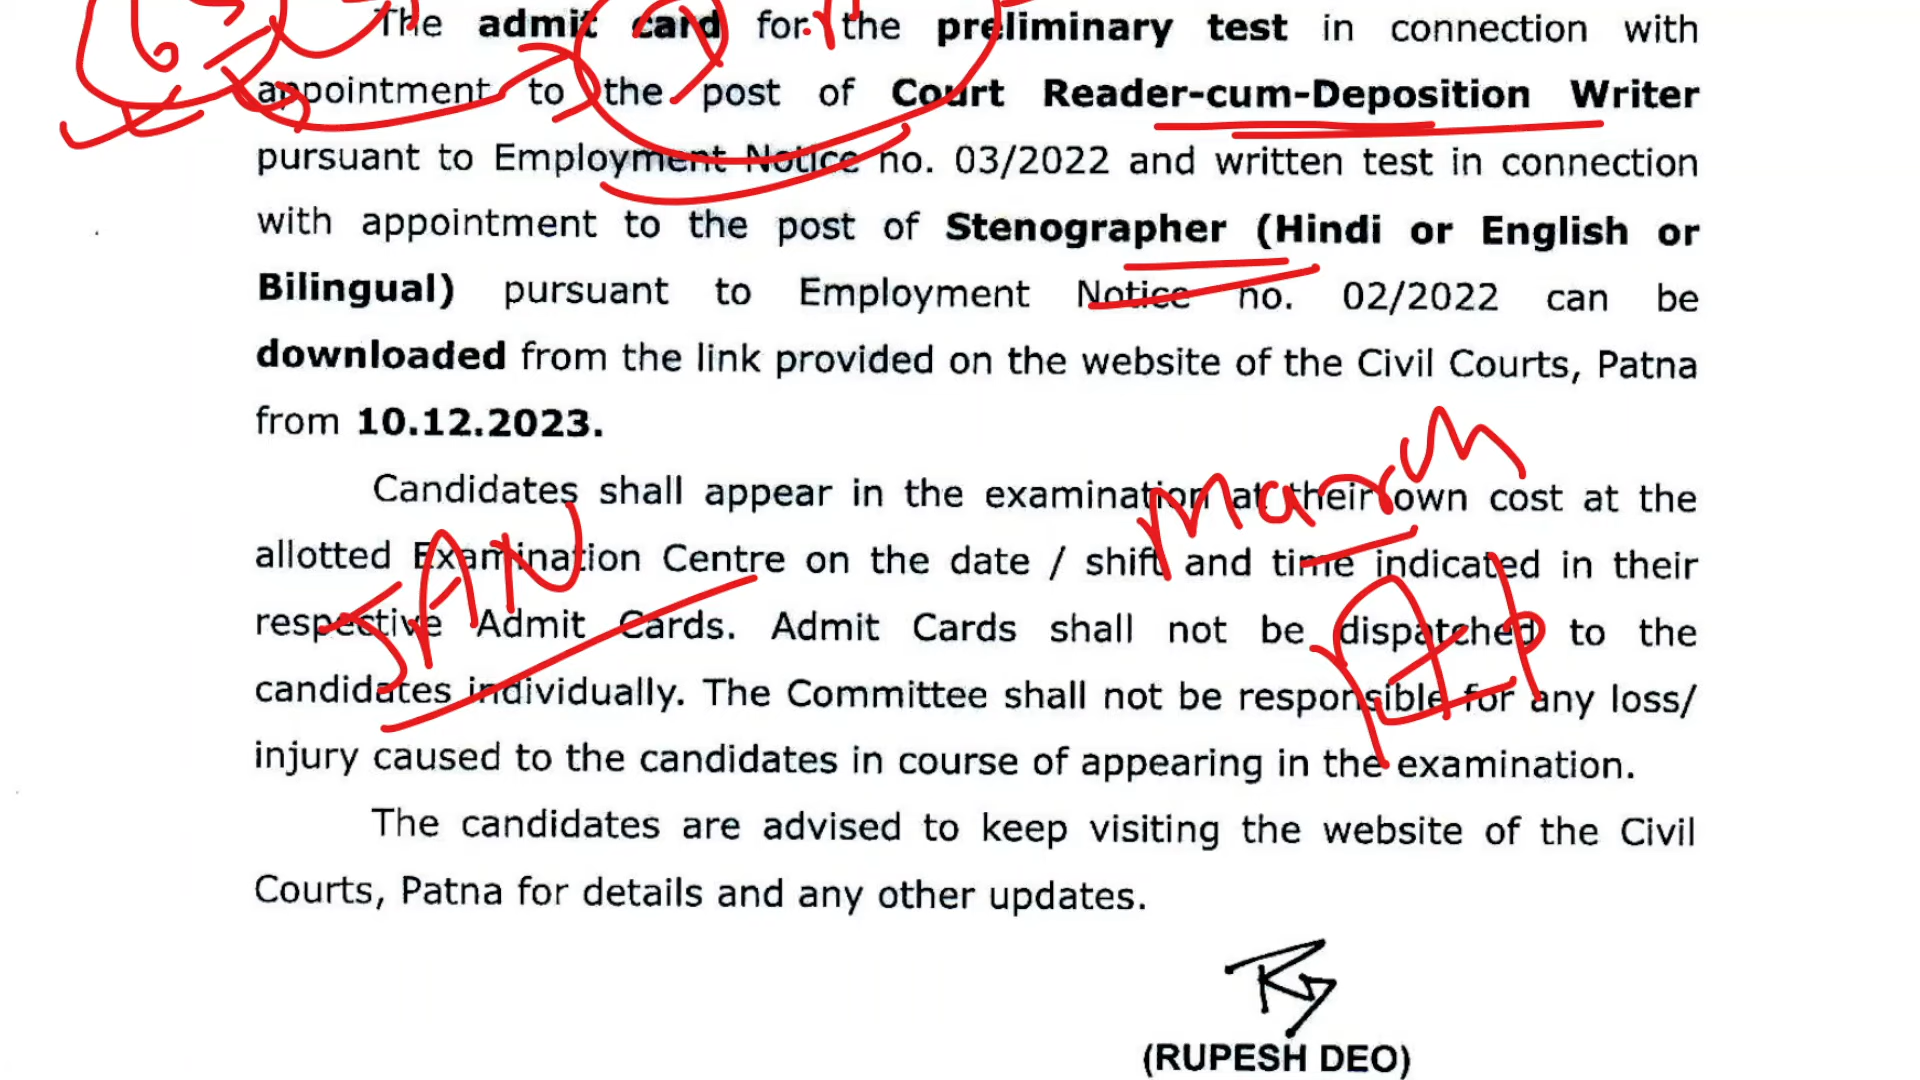 The admit card for the preliminary test in connection with
appointment to the post of Court Reader-cum-Deposition Writer
pursuant to Employment Notice no. 03/2022 and written test in connection
with appointment to the post of Stenographer (Hindi or English or
Bilingual) pursuant to Employment Notice no. 02/2022 can be
downloaded from the link provided on the website of the Civil Courts, Patna
from 10.12.2023.
Candidates shall appear in the examination at their own cost at the
allotted Examination Centre on the date / shift and time indicated in their
respective Admit Cards. Admit Cards shall not be dispatched to the
candidates individually. The Committee shall not be responsible for any loss/
injury caused to the candidates in course of appearing in the examination.
The candidates are advised to keep visiting the website of the Civil
Courts, Patna for details and any other updates.
JAN
March
(RUPESH DEO)